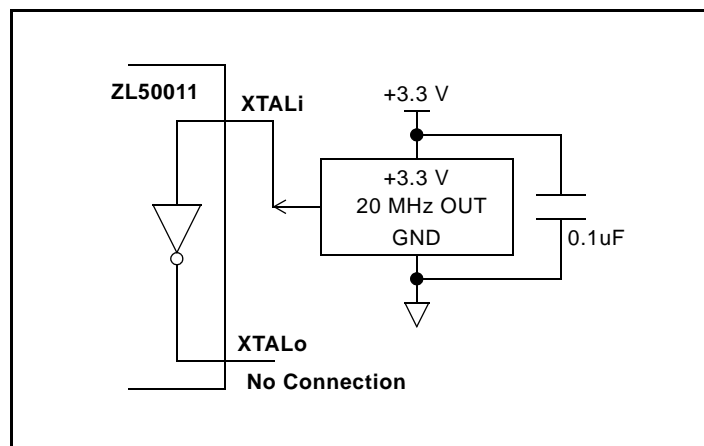 ZL50011
XTALi
+3.3 V
+3.3 V
20 MHz OUT
GND
0.1uF
XTALo
No Connection